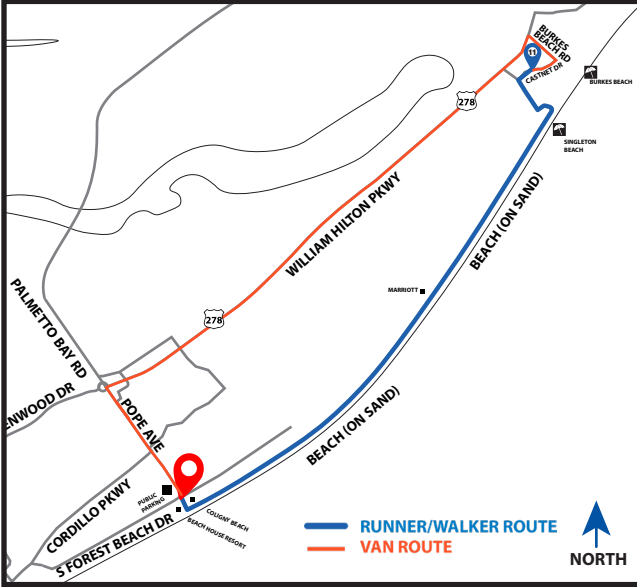 BURKES
BEACH RD
11
CASTNET DR
BURKES BEACH
278
SINGLETON
BEACH
WILLIAM HILTON PKWY
BEACH (ON SAND)
MARRIOTT
278
PALMETTO BAY RD
ENWOOD DR
POPE AVE
BEACH (ON SAND)
PUBLIC
PARKING
CORDILLO PKWY
COLIGNY BEACH
BEACH HOUSE RESORT
S FOREST BEACH DR
RUNNER/WALKER ROUTE
VAN ROUTE
NORTH